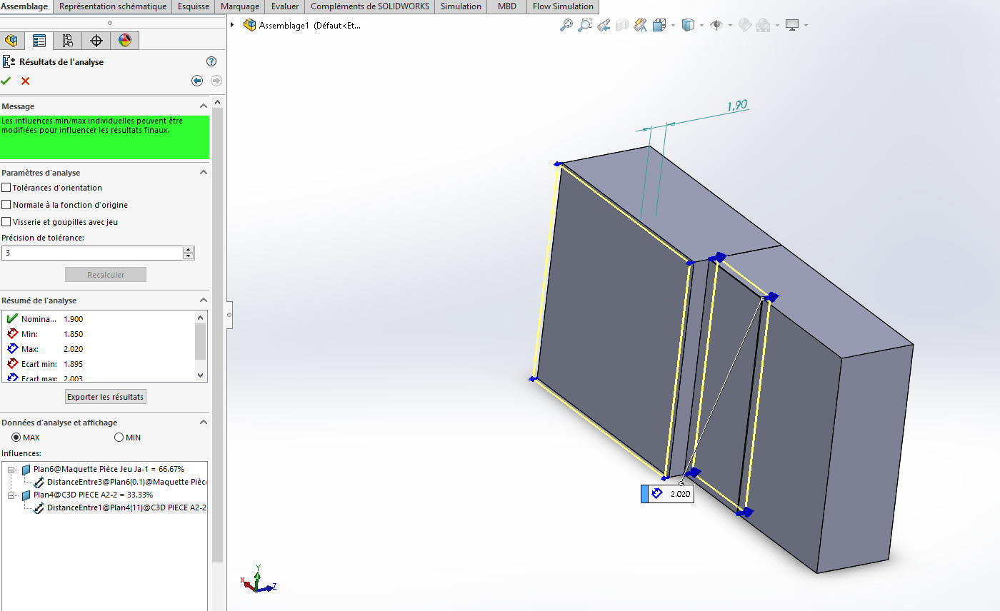 Assemblage Représentation schématique Esquisse Marquage Evaluer Compléments de SOLIDWORKS Simulation MBD Flow Simulation
Assemblage1 (Défaut<Et...
Résultats de l'analyse
Message
Les influences min/max individuelles peuvent être
modifiées pour influencer les résultats finaux.
Paramètres d'analyse
Tolérances d'orientation
Normale à la fonction d'origine
Visserie et goupilles avec jeu
Précision de tolérance:
3
Recalculer
Résumé de l'analyse
Nomina... 1.900
Min: 1.850
Max: 2.020
Ecart min: 1.895
Ecart max: 2.003
Exporter les résultats
Données d'analyse et affichage
MAX MIN
Influences:
Plan6@Maquette Pièce Jeu Ja-1 = 66.67%
DistanceEntre3@Plan6(0.1)@Maquette Pièc
Plan4@C3D PIECE A2-2 = 33.33%
DistanceEntre1@Plan4(11)@C3D PIECE A2-2
1,90
2.020
Y
X
Z